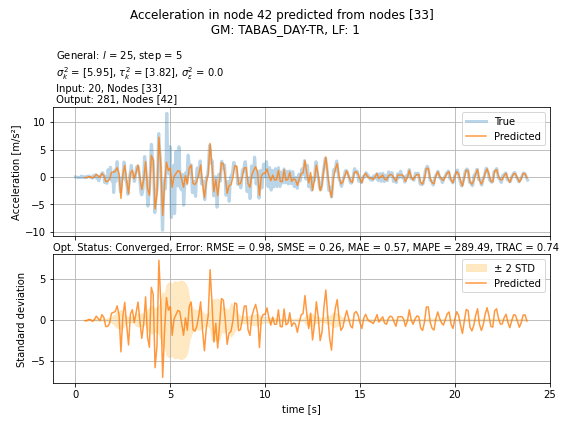 Acceleration in node 42 predicted from nodes [33]
GM: TABAS_DAY-TR, LF: 1
General: l = 25, step = 5
σ²ₖ = [5.95], τ²ₖ = [3.82], σ²ε = 0.0
Input: 20, Nodes [33]
Output: 281, Nodes [42]
10
5
0
−5
−10
Acceleration [m/s²]
True
Predicted
Opt. Status: Converged, Error: RMSE = 0.98, SMSE = 0.26, MAE = 0.57, MAPE = 289.49, TRAC = 0.74
5
0
−5
Standard deviation
± 2 STD
Predicted
0 5 10 15 20 25
time [s]